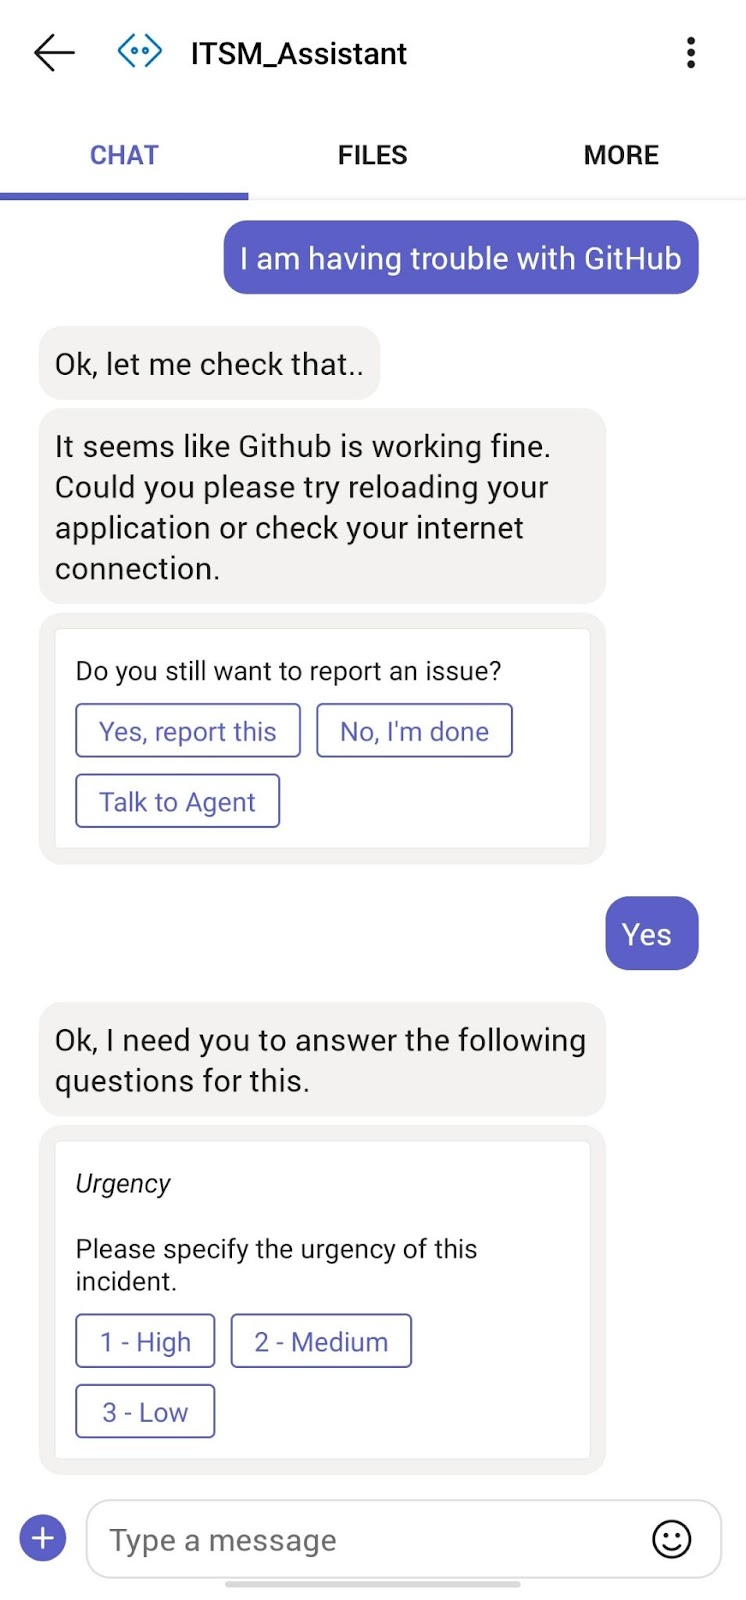 ITSM_Assistant
CHAT
FILES
MORE
I am having trouble with GitHub
Ok, let me check that..
It seems like Github is working fine.
Could you please try reloading your
application or check your internet
connection.
Do you still want to report an issue?
Yes, report this
No, I'm done
Talk to Agent
Yes
Ok, I need you to answer the following
questions for this.
Urgency
Please specify the urgency of this
incident.
1 - High
2 - Medium
3 - Low
Type a message